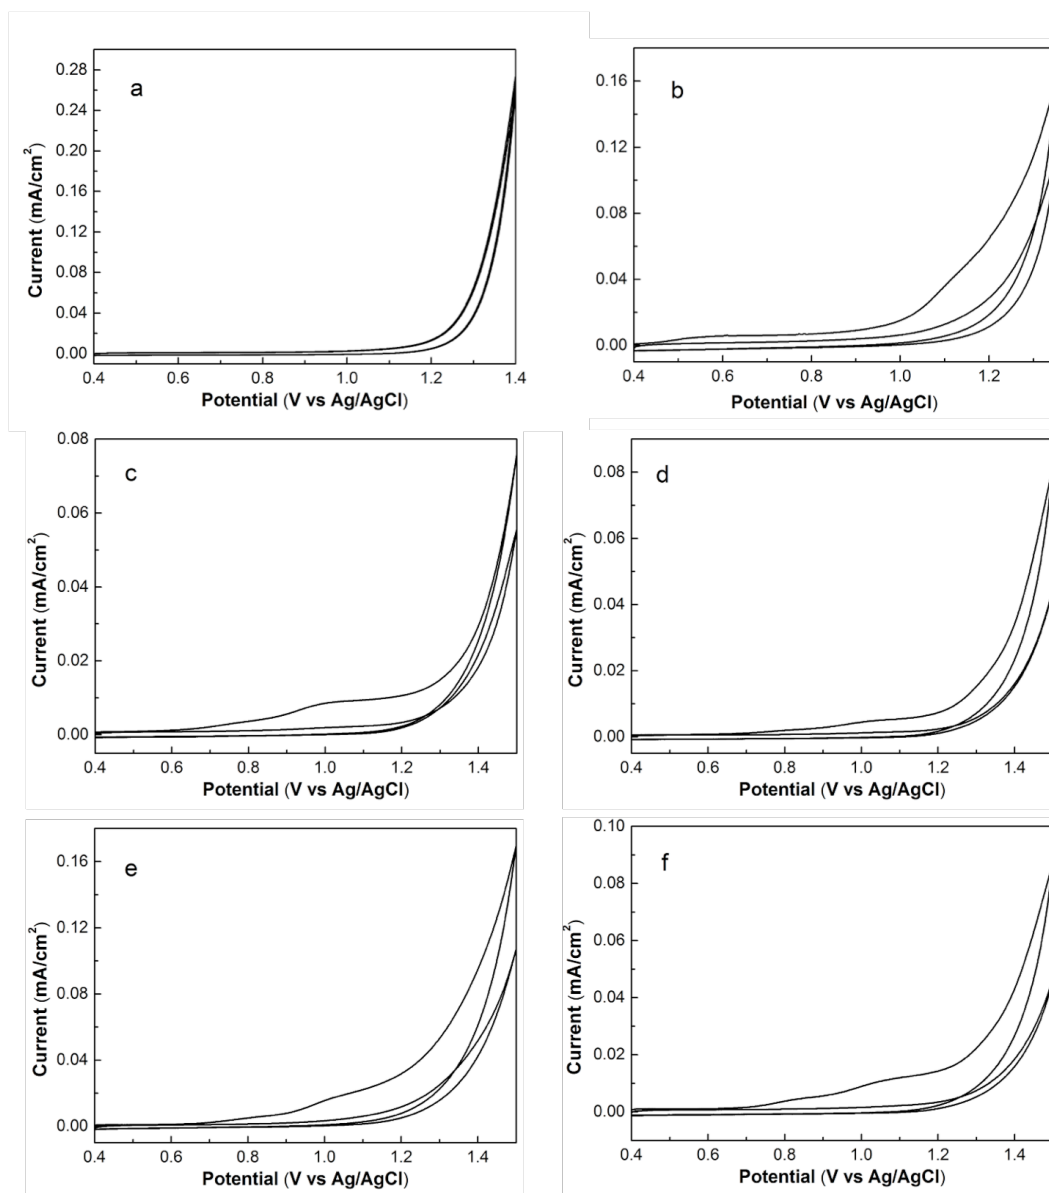 a
0.28
0.24
0.20
0.16
0.12
0.08
0.04
0.00
Current (mA/cm²)
0.4 0.6 0.8 1.0 1.2 1.4
Potential (V vs Ag/AgCl)
b
0.16
0.12
0.08
0.04
0.00
Current (mA/cm²)
0.4 0.6 0.8 1.0 1.2
Potential (V vs Ag/AgCl)
c
0.08
0.06
0.04
0.02
0.00
Current (mA/cm²)
0.4 0.6 0.8 1.0 1.2 1.4
Potential (V vs Ag/AgCl)
d
0.08
0.06
0.04
0.02
0.00
Current (mA/cm²)
0.4 0.6 0.8 1.0 1.2 1.4
Potential (V vs Ag/AgCl)
e
0.16
0.12
0.08
0.04
0.00
Current (mA/cm²)
0.4 0.6 0.8 1.0 1.2 1.4
Potential (V vs Ag/AgCl)
f
0.10
0.08
0.06
0.04
0.02
0.00
Current (mA/cm²)
0.4 0.6 0.8 1.0 1.2 1.4
Potential (V vs Ag/AgCl)